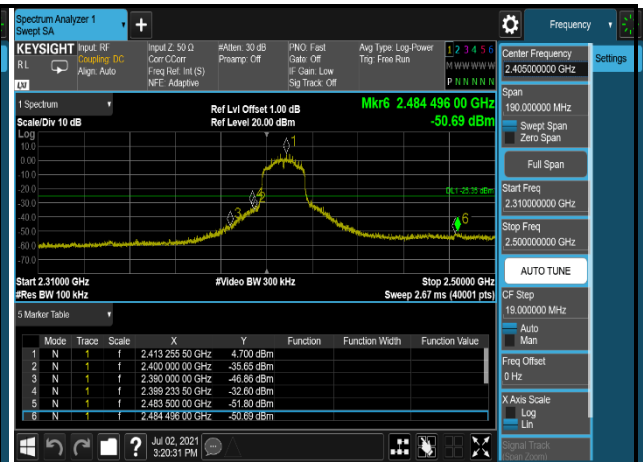 Spectrum Analyzer 1
Swept SA
Frequency
KEYSIGHT Input: RF
RL
Coupling: DC
Align: Auto
Input Z: 50 Ω
Corr CCorr
Freq Ref: Int (S)
NFE: Adaptive
#Atten: 30 dB
Preamp: Off
PNO: Fast
Gate: Off
IF Gain: Low
Sig Track: Off
Avg Type: Log-Power
Trig: Free Run
1 2 3 4 5 6
M W W W W W
P N N N N N
LXI
1 Spectrum
Scale/Div 10 dB
Ref Lvl Offset 1.00 dB
Ref Level 20.00 dBm
Mkr6 2.484 496 00 GHz
-50.69 dBm
Log
10.0
0.00
-10.0
-20.0
-30.0
-40.0
-50.0
-60.0
-70.0
1
2
3
6
DL1 -25.35 dBm
Start 2.31000 GHz
#Res BW 100 kHz
#Video BW 300 kHz
Stop 2.50000 GHz
Sweep 2.67 ms (40001 pts)
5 Marker Table
Mode Trace Scale X Y Function Function Width Function Value
1 N 1 f 2.413 255 50 GHz 4.700 dBm
2 N 1 f 2.400 000 00 GHz -35.65 dBm
3 N 1 f 2.390 000 00 GHz -46.86 dBm
4 N 1 f 2.399 233 50 GHz -32.60 dBm
5 N 1 f 2.483 500 00 GHz -51.80 dBm
6 N 1 f 2.484 496 00 GHz -50.69 dBm
Jul 02, 2021
3:20:31 PM
Center Frequency
2.405000000 GHz
Settings
Span
190.000000 MHz
Swept Span
Zero Span
Full Span
Start Freq
2.310000000 GHz
Stop Freq
2.500000000 GHz
AUTO TUNE
CF Step
19.000000 MHz
Auto
Man
Freq Offset
0 Hz
X Axis Scale
Log
Lin
Signal Track
(Span Zoom)